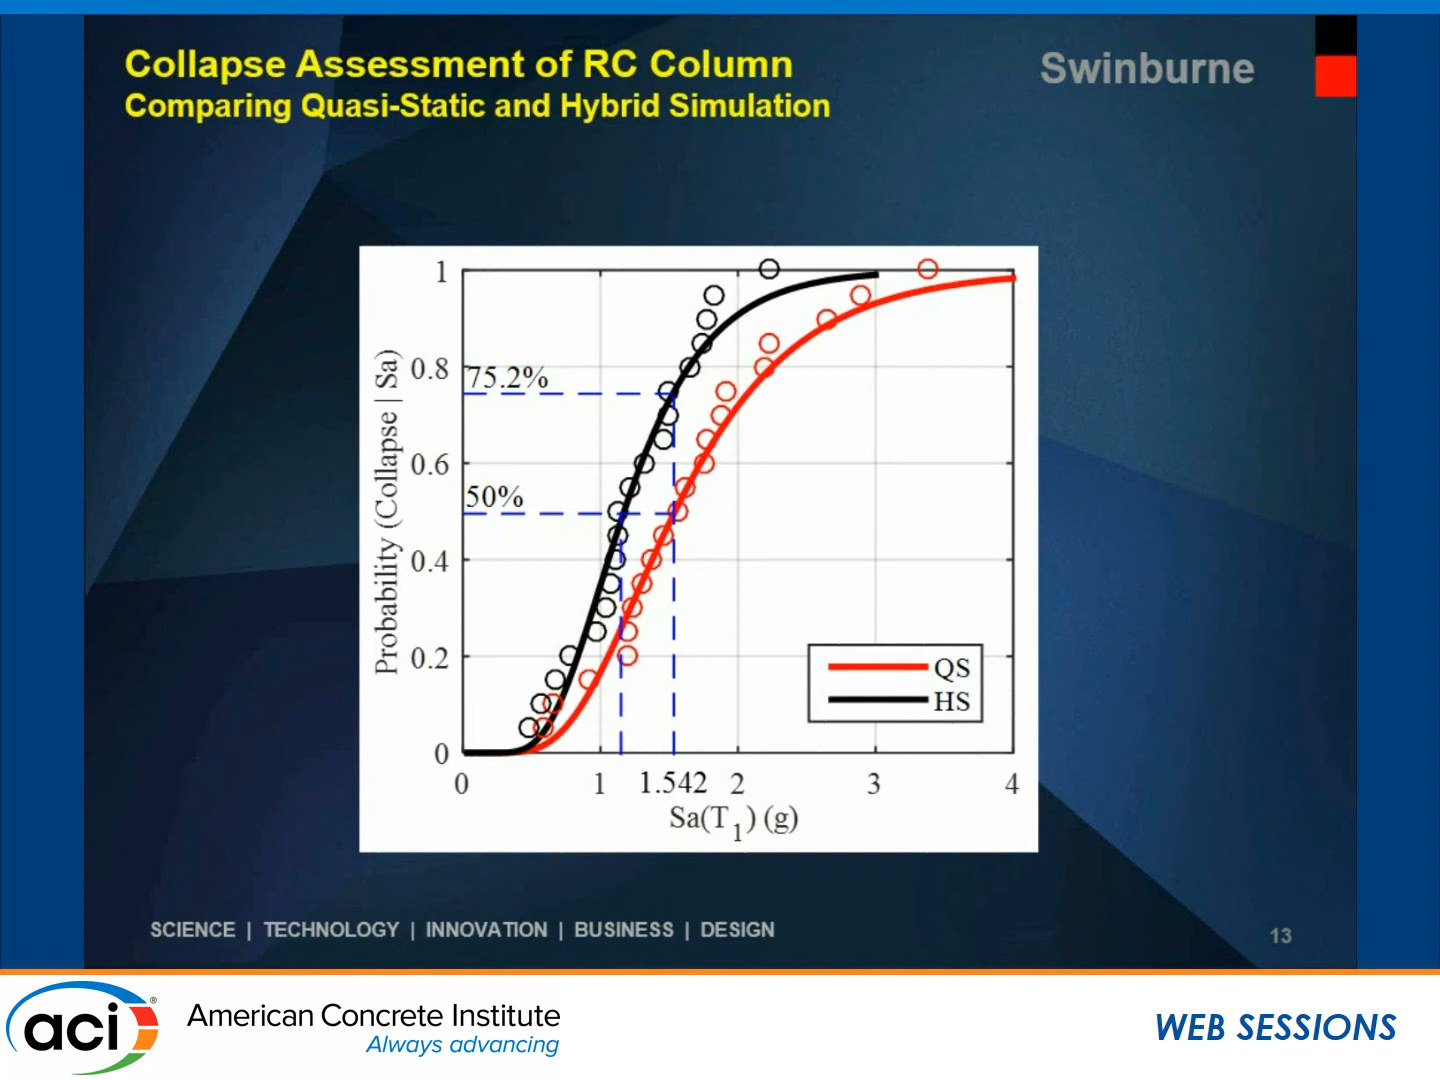 Collapse Assessment of RC Column
Comparing Quasi-Static and Hybrid Simulation
Swinburne
Probability (Collapse | Sa)
1
0.8
0.6
0.4
0.2
0
75.2%
50%
QS
HS
0 1 1.542 2 3 4
Sa(T1) (g)
SCIENCE | TECHNOLOGY | INNOVATION | BUSINESS | DESIGN
13
aci®
American Concrete Institute
Always advancing
WEB SESSIONS